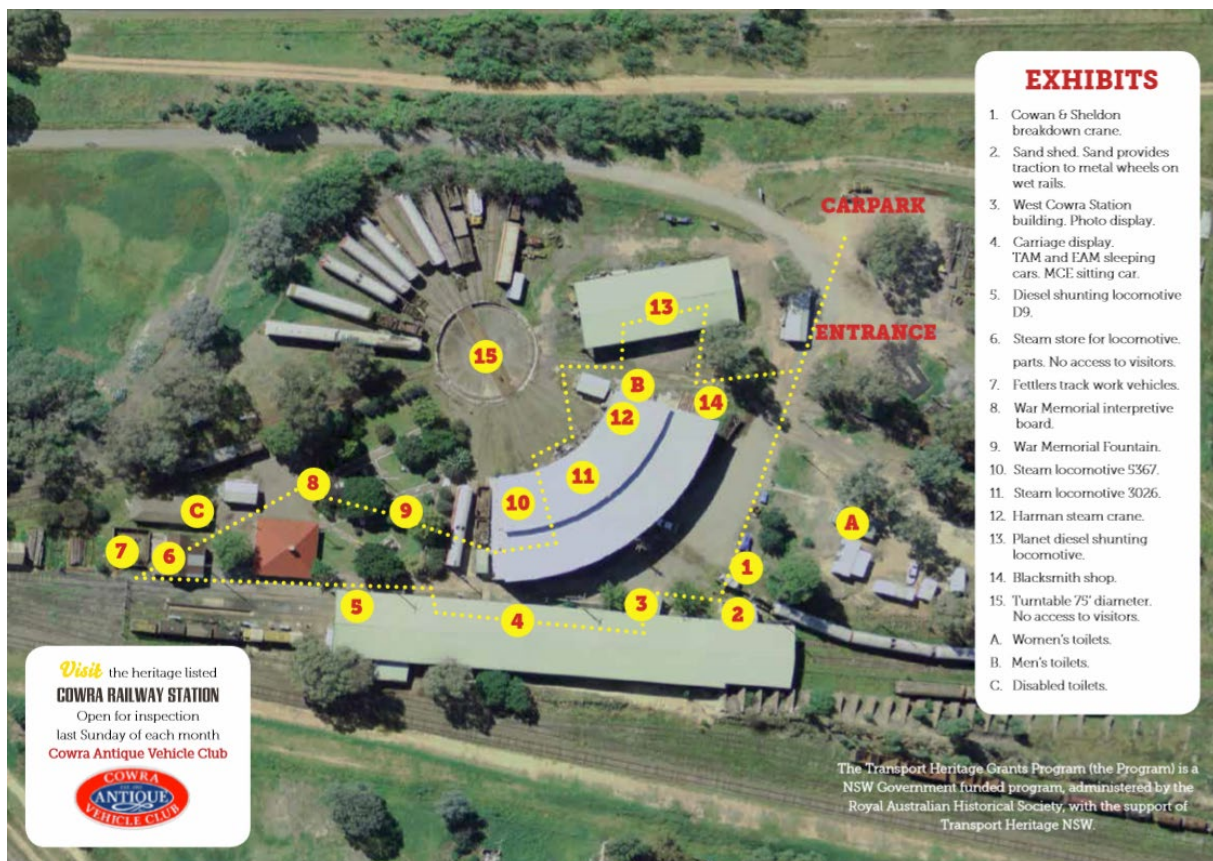 EXHIBITS
1. Cowan & Sheldon
breakdown crane.
2. Sand shed. Sand provides
traction to metal wheels on
wet rails.
3. West Cowra Station
building. Photo display.
4. Carriage display.
TAM and EAM sleeping
cars. MCE sitting car.
5. Diesel shunting locomotive
D9.
6. Steam store for locomotive.
parts. No access to visitors.
7. Fettlers track work vehicles.
8. War Memorial interpretive
board.
9. War Memorial Fountain.
10. Steam locomotive 5367.
11. Steam locomotive 3026.
12. Harman steam crane.
13. Planet diesel shunting
locomotive.
14. Blacksmith shop.
15. Turntable 75' diameter.
No access to visitors.
A. Women's toilets.
B. Men's toilets.
C. Disabled toilets.
CARPARK
ENTRANCE
13
15
B
14
12
11
10
8
9
C
A
7
6
1
5
4
3
2
Visit the heritage listed
COWRA RAILWAY STATION
Open for inspection
last Sunday of each month
Cowra Antique Vehicle Club
COWRA
ANTIQUE
VEHICLE CLUB
The Transport Heritage Grants Program (the Program) is a
NSW Government funded program, administered by the
Royal Australian Historical Society, with the support of
Transport Heritage NSW.